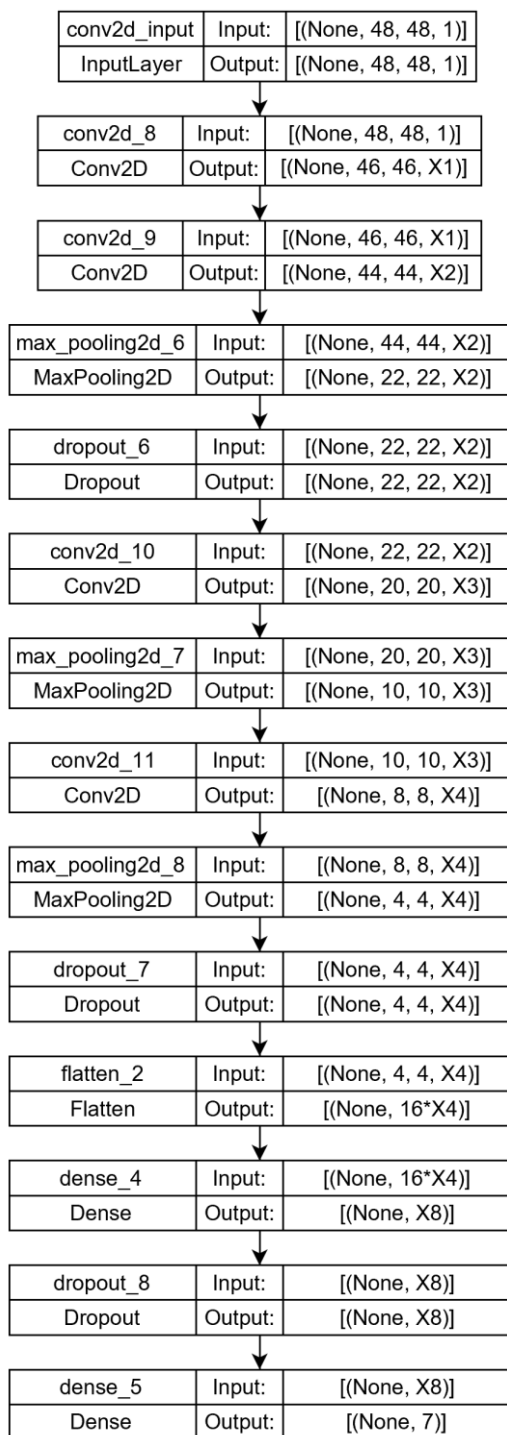 conv2d_input Input: [(None, 48, 48, 1)]
InputLayer Output: [(None, 48, 48, 1)]
conv2d_8 Input: [(None, 48, 48, 1)]
Conv2D Output: [(None, 46, 46, X1)]
conv2d_9 Input: [(None, 46, 46, X1)]
Conv2D Output: [(None, 44, 44, X2)]
max_pooling2d_6 Input: [(None, 44, 44, X2)]
MaxPooling2D Output: [(None, 22, 22, X2)]
dropout_6 Input: [(None, 22, 22, X2)]
Dropout Output: [(None, 22, 22, X2)]
conv2d_10 Input: [(None, 22, 22, X2)]
Conv2D Output: [(None, 20, 20, X3)]
max_pooling2d_7 Input: [(None, 20, 20, X3)]
MaxPooling2D Output: [(None, 10, 10, X3)]
conv2d_11 Input: [(None, 10, 10, X3)]
Conv2D Output: [(None, 8, 8, X4)]
max_pooling2d_8 Input: [(None, 8, 8, X4)]
MaxPooling2D Output: [(None, 4, 4, X4)]
dropout_7 Input: [(None, 4, 4, X4)]
Dropout Output: [(None, 4, 4, X4)]
flatten_2 Input: [(None, 4, 4, X4)]
Flatten Output: [(None, 16*X4)]
dense_4 Input: [(None, 16*X4)]
Dense Output: [(None, X8)]
dropout_8 Input: [(None, X8)]
Dropout Output: [(None, X8)]
dense_5 Input: [(None, X8)]
Dense Output: [(None, 7)]